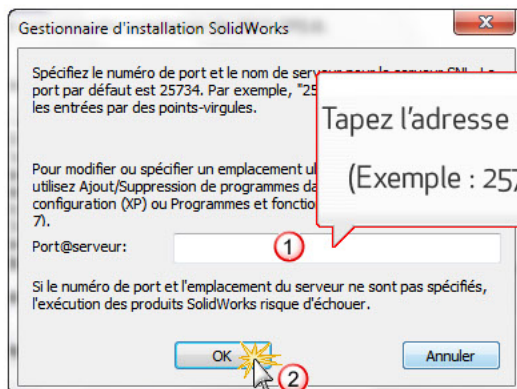 Gestionnaire d'installation SolidWorks
Spécifiez le numéro de port et le nom de serveur pour le serveur SNL. Le
port par défaut est 25734. Par exemple, "25
les entrées par des points-virgules.
Tapez l'adresse
(Exemple : 257
Pour modifier ou spécifier un emplacement ul
utilisez Ajout/Suppression de programmes da
configuration (XP) ou Programmes et fonctio
7).
Port@serveur:
1
Si le numéro de port et l'emplacement du serveur ne sont pas spécifiés,
l'exécution des produits SolidWorks risque d'échouer.
OK
2
Annuler